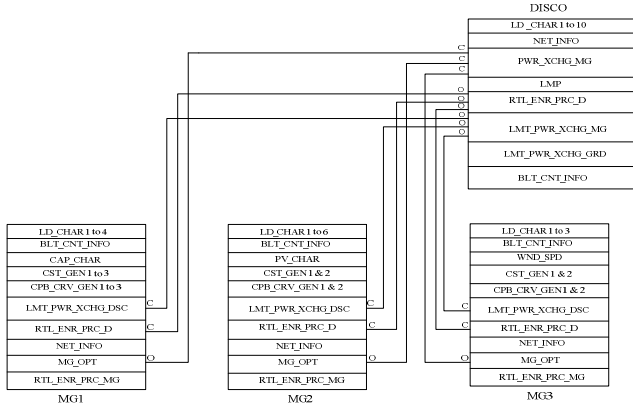 DISCO
LD_CHAR 1 to 10
NET_INFO
C
PWR_XCHG_MG
C
C
LMP
O
RTL_ENR_PRC_D
O
O
O
LMT_PWR_XCHG_MG
O
O
LMT_PWR_XCHG_GRD
BLT_CNT_INFO
LD_CHAR 1 to 4
BLT_CNT_INFO
CAP_CHAR
CST_GEN 1 to 3
CPB_CRV_GEN 1 to 3
LMT_PWR_XCHG_DSC C
RTL_ENR_PRC_D C
NET_INFO
MG_OPT O
RTL_ENR_PRC_MG
MG1
LD_CHAR 1 to 6
BLT_CNT_INFO
PV_CHAR
CST_GEN 1 & 2
CPB_CRV_GEN 1 & 2
LMT_PWR_XCHG_DSC C
RTL_ENR_PRC_D C
NET_INFO
MG_OPT O
RTL_ENR_PRC_MG
MG2
LD_CHAR 1 to 3
BLT_CNT_INFO
WND_SPD
CST_GEN 1 & 2
CPB_CRV_GEN 1 & 2
C LMT_PWR_XCHG_DSC
C RTL_ENR_PRC_D
NET_INFO
O MG_OPT
RTL_ENR_PRC_MG
MG3